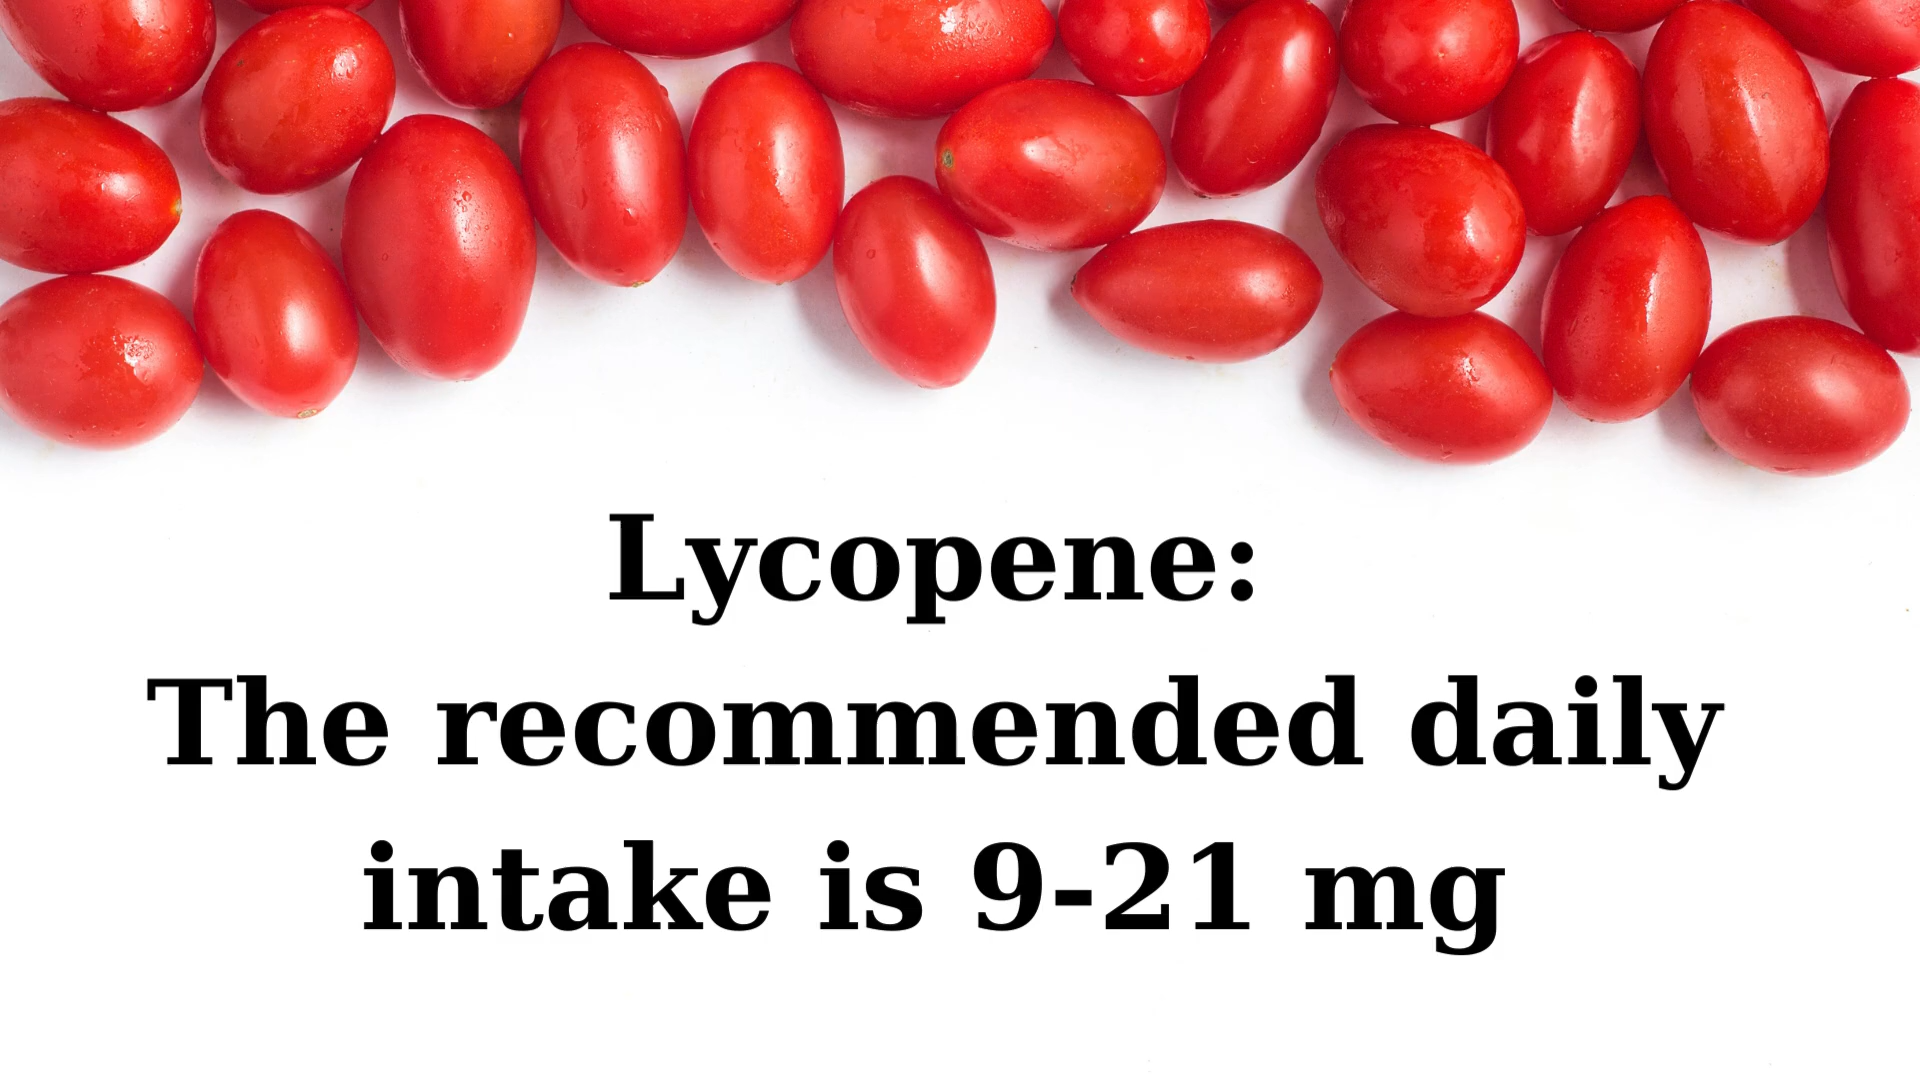 Lycopene:
The recommended daily
intake is 9-21 mg